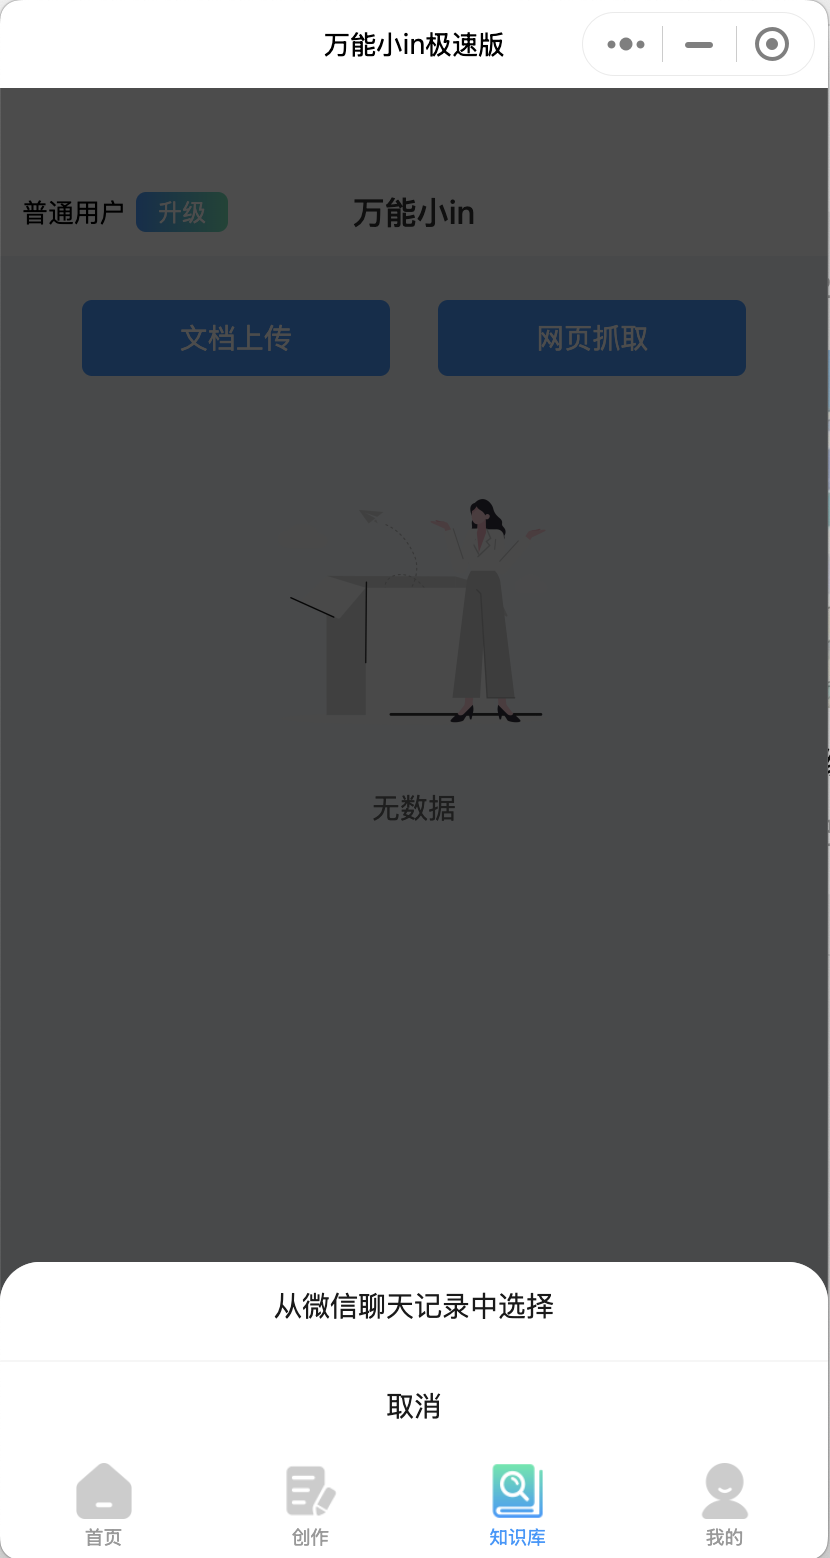 万能小in极速版
普通用户 升级 万能小in
文档上传 网页抓取
无数据
从微信聊天记录中选择
取消
首页 创作 知识库 我的